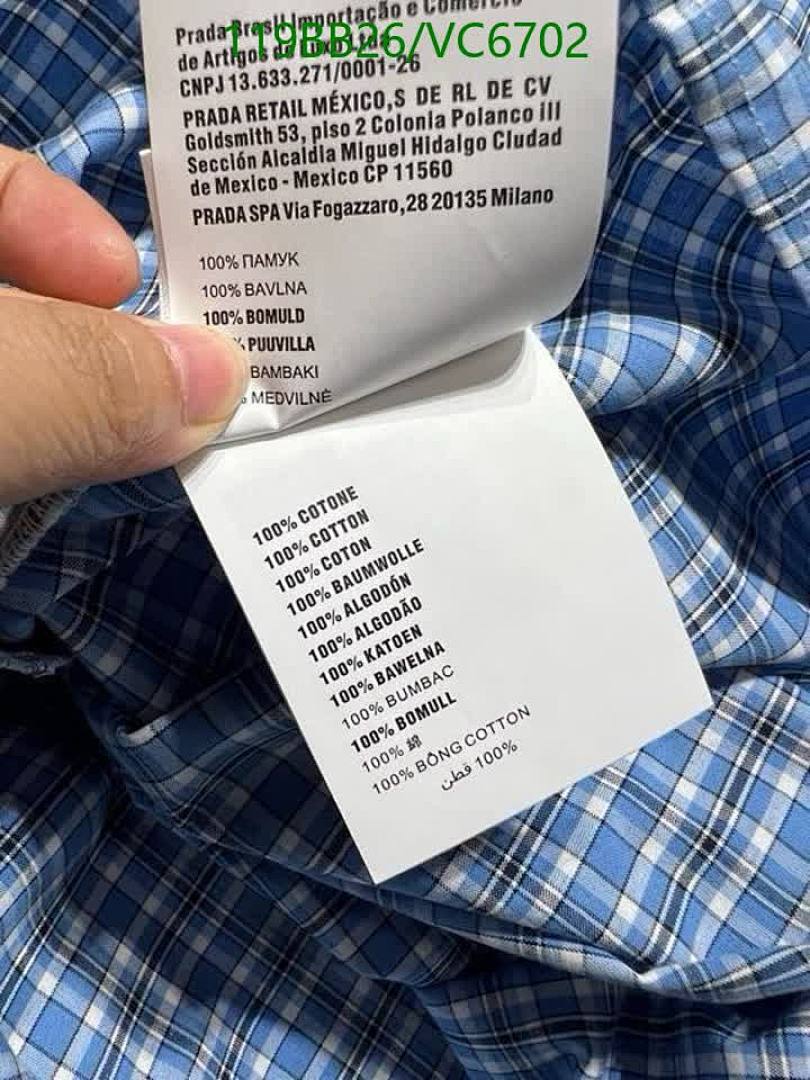 119BB26/VC6702
Prada Brasil Importação e Comércio
de Artigos de
CNPJ 13.633.271/0001-26
PRADA RETAIL MÉXICO,S DE RL DE CV
Goldsmith 53, piso 2 Colonia Polanco III
Sección Alcaldia Miguel Hidalgo Ciudad
de Mexico - Mexico CP 11560
PRADA SPA Via Fogazzaro,28 20135 Milano
100% ПАМУК
100% BAVLNA
100% BOMULD
% PUUVILLA
BAMBAKI
MEDVILNĖ
100% COTONE
100% COTTON
100% COTON
100% BAUMWOLLE
100% ALGODÓN
100% ALGODÃO
100% KATOEN
100% BAWELNA
100% BUMBAC
100% BOMULL
100% 綿
100% BÔNG COTTON
100% قطن